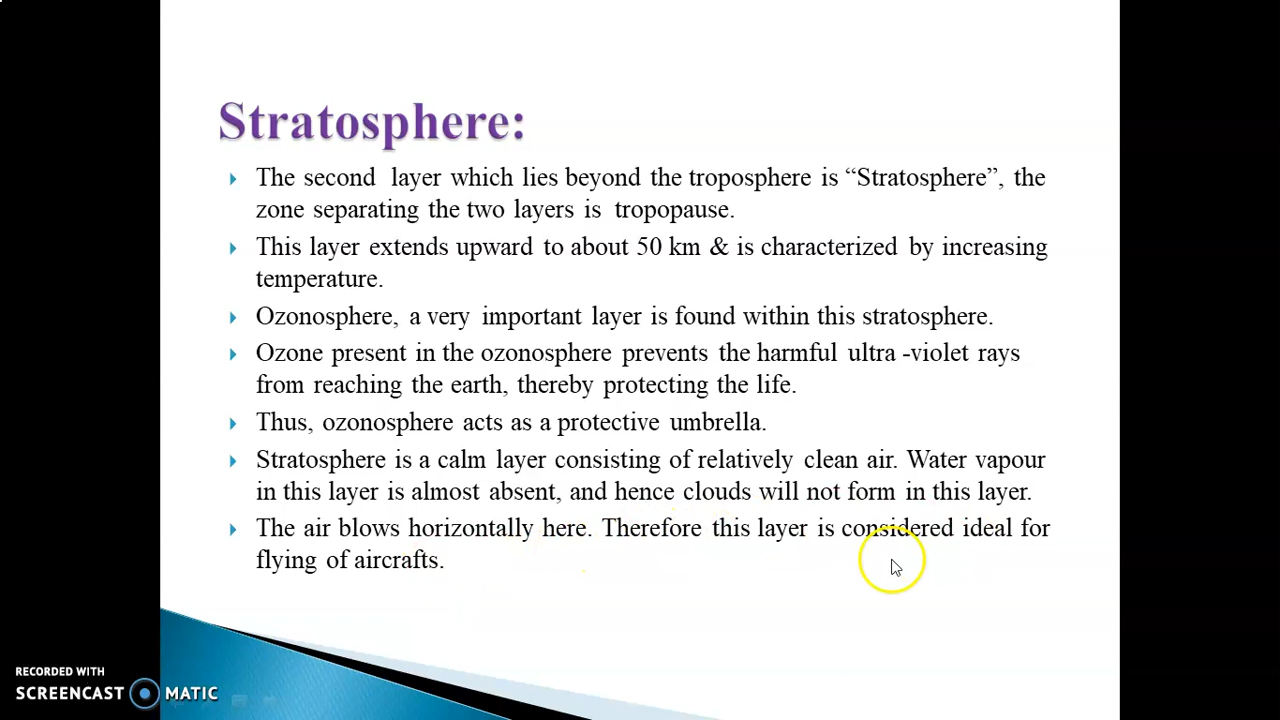 Stratosphere:
The second layer which lies beyond the troposphere is “Stratosphere”, the
zone separating the two layers is tropopause.
This layer extends upward to about 50 km & is characterized by increasing
temperature.
Ozonosphere, a very important layer is found within this stratosphere.
Ozone present in the ozonosphere prevents the harmful ultra -violet rays
from reaching the earth, thereby protecting the life.
Thus, ozonosphere acts as a protective umbrella.
Stratosphere is a calm layer consisting of relatively clean air. Water vapour
in this layer is almost absent, and hence clouds will not form in this layer.
The air blows horizontally here. Therefore this layer is considered ideal for
flying of aircrafts.
RECORDED WITH
SCREENCAST MATIC